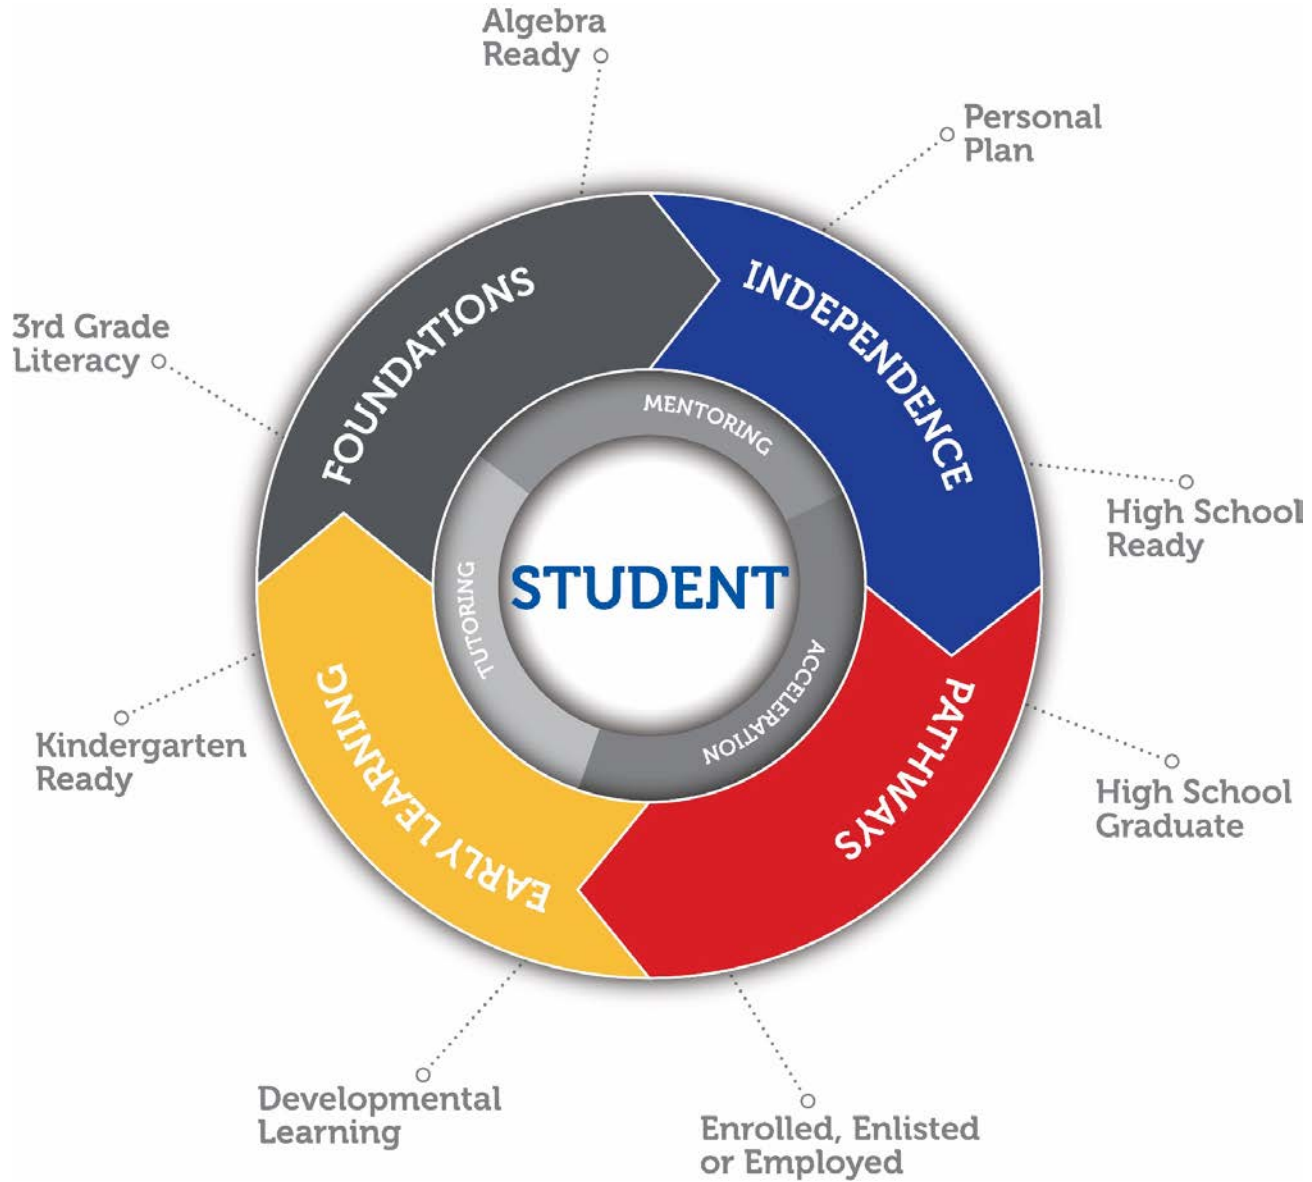 Algebra
Ready
Personal
Plan
FOUNDATIONS
INDEPENDENCE
3rd Grade
Literacy
MENTORING
High School
Ready
STUDENT
TUTORING
ACCELERATION
EARLY LEARNING
PATHWAYS
Kindergarten
Ready
High School
Graduate
Developmental
Learning
Enrolled, Enlisted
or Employed